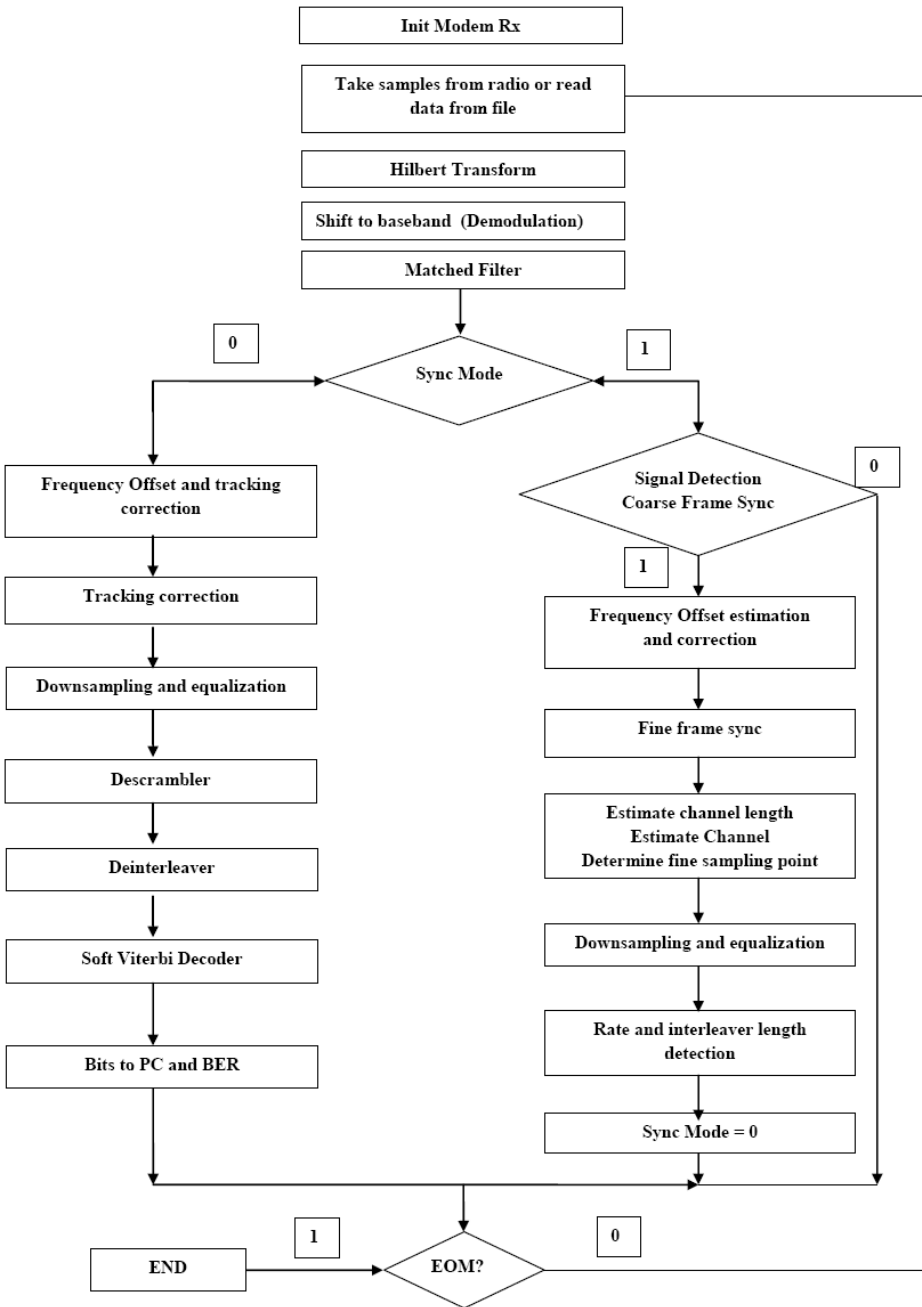 Init Modem Rx
Take samples from radio or read
data from file
Hilbert Transform
Shift to baseband (Demodulation)
Matched Filter
0
1
Sync Mode
Frequency Offset and tracking
correction
Tracking correction
Downsampling and equalization
Descrambler
Deinterleaver
Soft Viterbi Decoder
Bits to PC and BER
Signal Detection
Coarse Frame Sync
0
1
Frequency Offset estimation
and correction
Fine frame sync
Estimate channel length
Estimate Channel
Determine fine sampling point
Downsampling and equalization
Rate and interleaver length
detection
Sync Mode = 0
END
1
EOM?
0